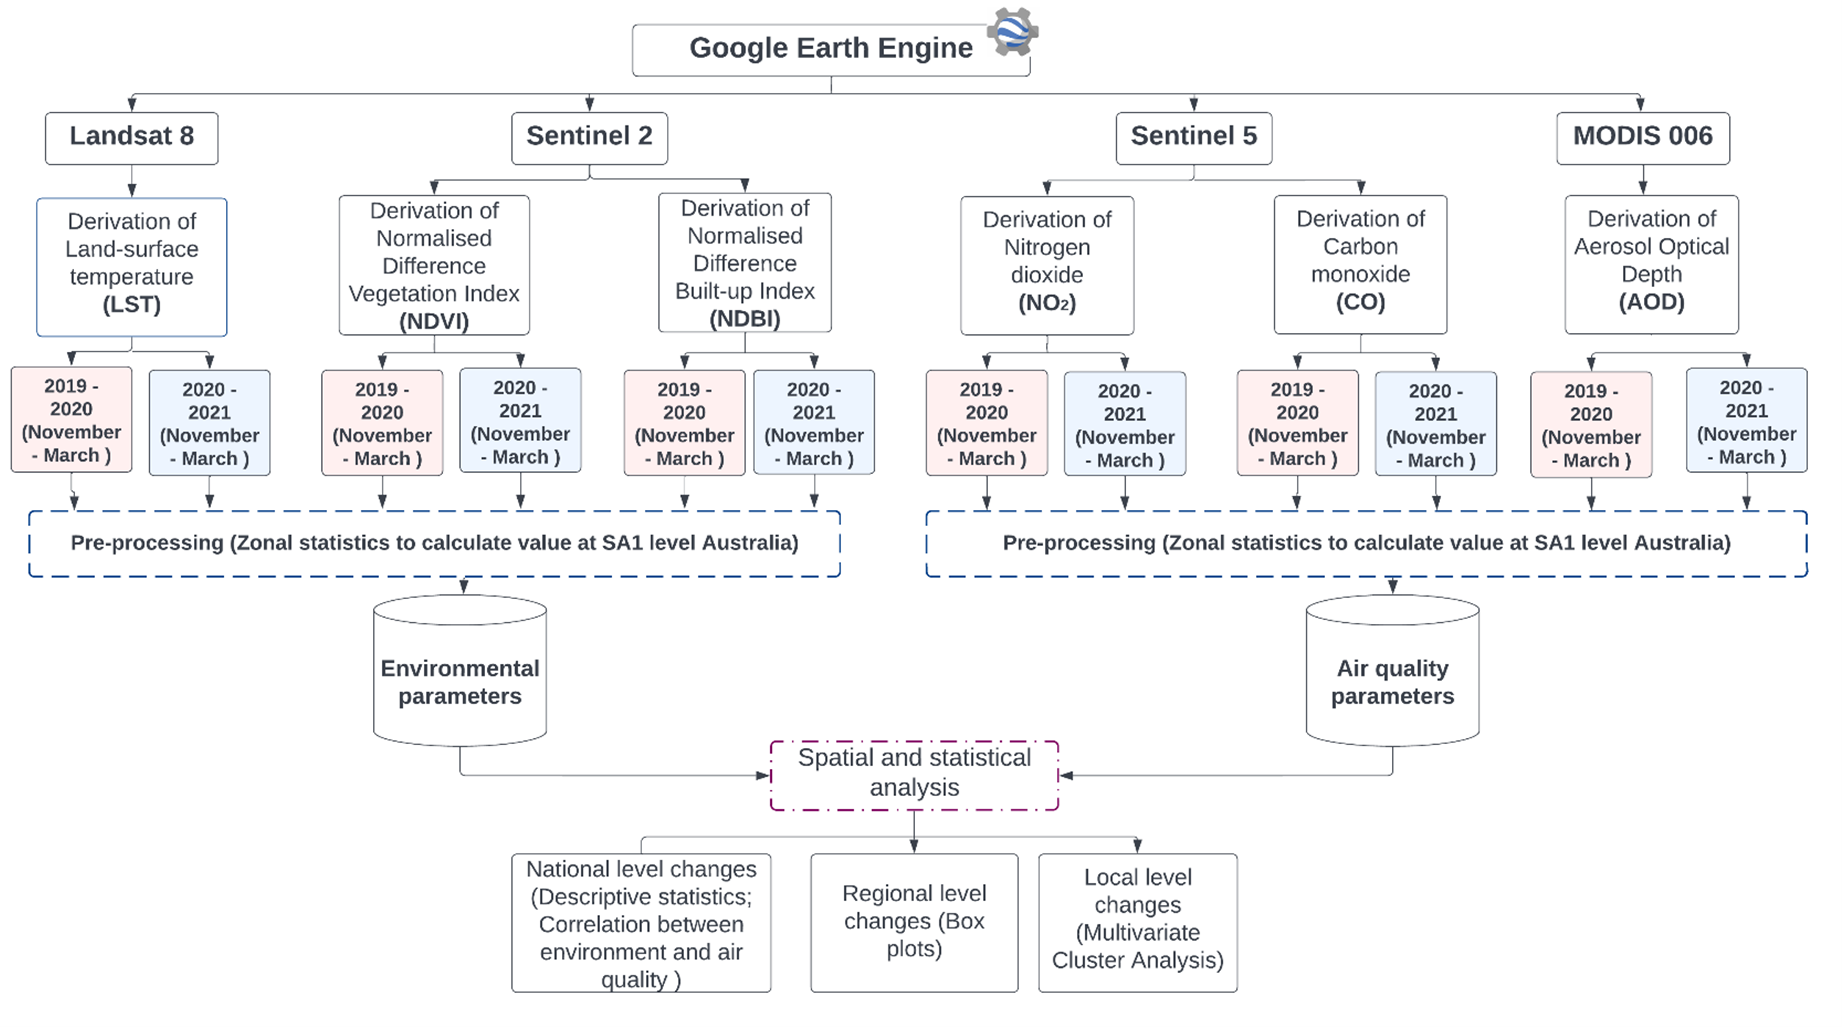 Google Earth Engine
Landsat 8
Sentinel 2
Sentinel 5
MODIS 006
Derivation of
Land-surface
temperature
(LST)
Derivation of
Normalised
Difference
Vegetation Index
(NDVI)
Derivation of
Normalised
Difference
Built-up Index
(NDBI)
Derivation of
Nitrogen
dioxide
(NO₂)
Derivation of
Carbon
monoxide
(CO)
Derivation of
Aerosol Optical
Depth
(AOD)
2019 -
2020
(November
- March )
2020 -
2021
(November
- March )
2019 -
2020
(November
- March )
2020 -
2021
(November
- March )
2019 -
2020
(November
- March )
2020 -
2021
(November
- March )
2019 -
2020
(November
- March )
2020 -
2021
(November
- March )
2019 -
2020
(November
- March )
2020 -
2021
(November
- March )
2019 -
2020
(November
- March )
2020 -
2021
(November
- March )
Pre-processing (Zonal statistics to calculate value at SA1 level Australia)
Pre-processing (Zonal statistics to calculate value at SA1 level Australia)
Environmental
parameters
Air quality
parameters
Spatial and statistical
analysis
National level changes
(Descriptive statistics;
Correlation between
environment and air
quality )
Regional level
changes (Box
plots)
Local level
changes
(Multivariate
Cluster Analysis)